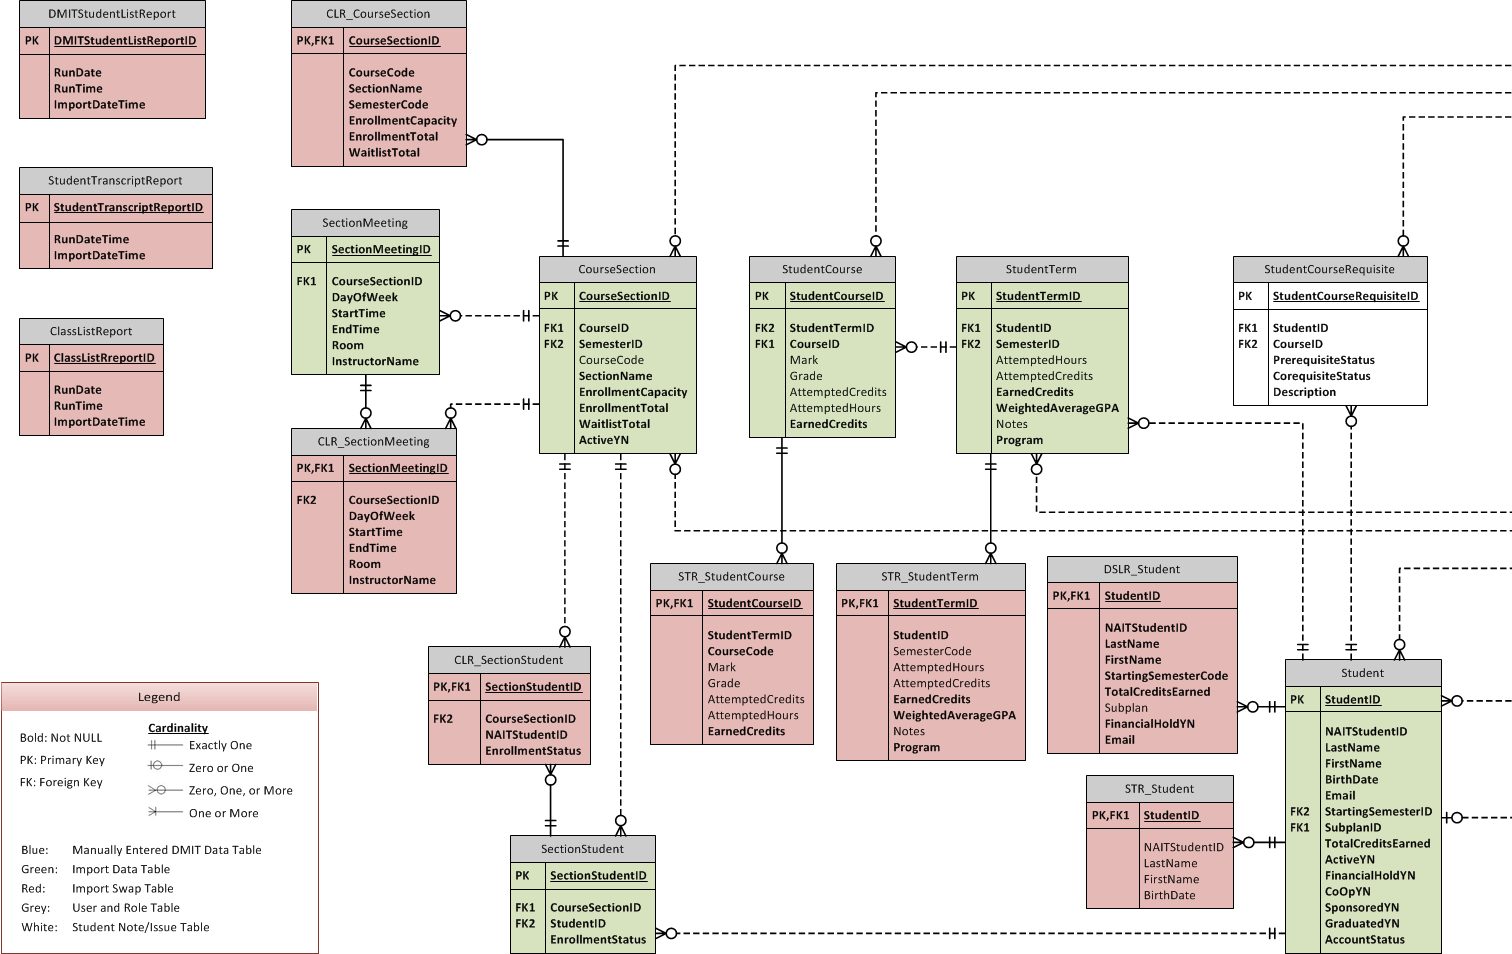 DMITStudentListReport
PK DMITStudentListReportID
RunDate
RunTime
ImportDateTime
StudentTranscriptReport
PK StudentTranscriptReportID
RunDateTime
ImportDateTime
ClassListReport
PK ClassListRreportID
RunDate
RunTime
ImportDateTime
CLR_CourseSection
PK,FK1 CourseSectionID
CourseCode
SectionName
SemesterCode
EnrollmentCapacity
EnrollmentTotal
WaitlistTotal
SectionMeeting
PK SectionMeetingID
FK1 CourseSectionID
DayOfWeek
StartTime
EndTime
Room
InstructorName
CLR_SectionMeeting
PK,FK1 SectionMeetingID
FK2 CourseSectionID
DayOfWeek
StartTime
EndTime
Room
InstructorName
CourseSection
PK CourseSectionID
FK1 CourseID
FK2 SemesterID
CourseCode
SectionName
EnrollmentCapacity
EnrollmentTotal
WaitlistTotal
ActiveYN
StudentCourse
PK StudentCourseID
FK2 StudentTermID
FK1 CourseID
Mark
Grade
AttemptedCredits
AttemptedHours
EarnedCredits
StudentTerm
PK StudentTermID
FK1 StudentID
FK2 SemesterID
AttemptedHours
AttemptedCredits
EarnedCredits
WeightedAverageGPA
Notes
Program
StudentCourseRequisite
PK StudentCourseRequisiteID
FK1 StudentID
FK2 CourseID
PrerequisiteStatus
CorequisiteStatus
Description
CLR_SectionStudent
PK,FK1 SectionStudentID
FK2 CourseSectionID
NAITStudentID
EnrollmentStatus
STR_StudentCourse
PK,FK1 StudentCourseID
StudentTermID
CourseCode
Mark
Grade
AttemptedCredits
AttemptedHours
EarnedCredits
STR_StudentTerm
PK,FK1 StudentTermID
StudentID
SemesterCode
AttemptedHours
AttemptedCredits
EarnedCredits
WeightedAverageGPA
Notes
Program
DSLR_Student
PK,FK1 StudentID
NAITStudentID
LastName
FirstName
StartingSemesterCode
TotalCreditsEarned
Subplan
FinancialHoldYN
Email
STR_Student
PK,FK1 StudentID
NAITStudentID
LastName
FirstName
BirthDate
Student
PK StudentID
NAITStudentID
LastName
FirstName
BirthDate
Email
FK2 StartingSemesterID
FK1 SubplanID
TotalCreditsEarned
ActiveYN
FinancialHoldYN
CoOpYN
SponsoredYN
GraduatedYN
AccountStatus
SectionStudent
PK SectionStudentID
FK1 CourseSectionID
FK2 StudentID
EnrollmentStatus
Legend
Bold: Not NULL
PK: Primary Key
FK: Foreign Key
Cardinality
Exactly One
Zero or One
Zero, One, or More
One or More
Blue: Manually Entered DMIT Data Table
Green: Import Data Table
Red: Import Swap Table
Grey: User and Role Table
White: Student Note/Issue Table